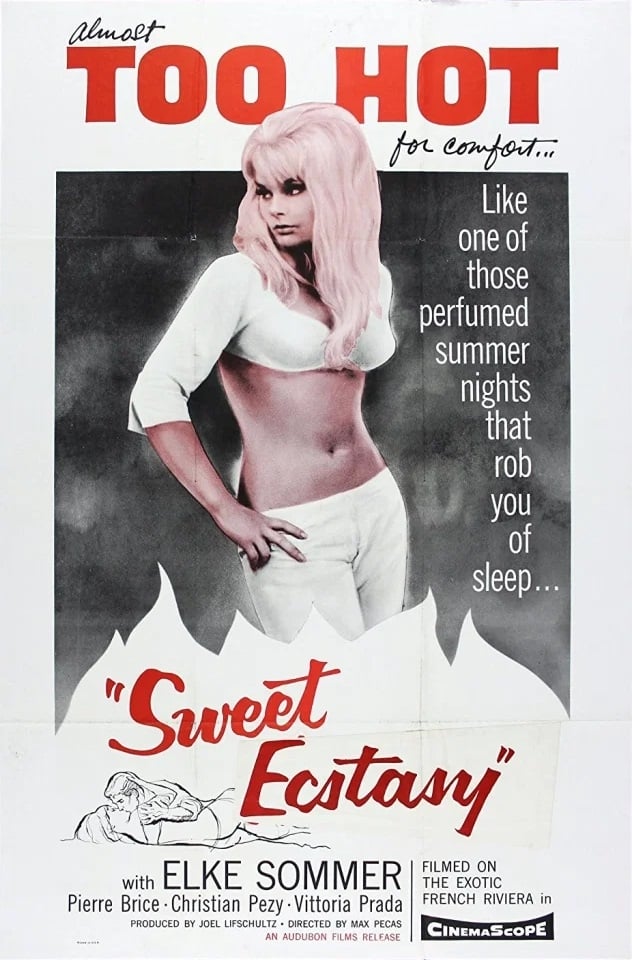 almost
TOO HOT
for comfort...
Like
one of
those
perfumed
summer
nights
that
rob
you
of
sleep...
"Sweet
Ecstasy"
with ELKE SOMMER
Pierre Brice · Christian Pezy · Vittoria Prada
PRODUCED BY JOEL LIFSCHULTZ · DIRECTED BY MAX PECAS
AN AUDUBON FILMS RELEASE
FILMED ON
THE EXOTIC
FRENCH RIVIERA in
CINEMASCOPE